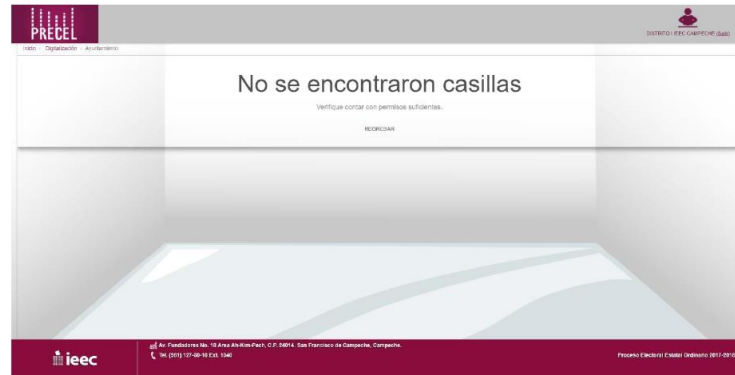 PRECEL
DISTRITO I IEEC CAMPECHE (Salir)
Inicio / Digitalización / Ayuntamiento
No se encontraron casillas
Verifique contar con permisos suficientes.
REGRESAR
ieec
Av. Fundadores No. 18 Area Ah-Kim-Pech, C.P. 24014. San Francisco de Campeche, Campeche.
Tel. (981) 127-30-10 Ext. 1040
Proceso Electoral Estatal Ordinario 2017-2018